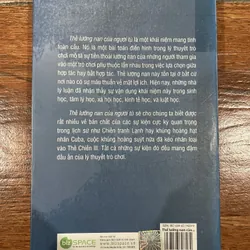 Thế lưỡng nan của người tù là một khái niệm mang tính
toàn cầu. Nó là một bài toán điển hình trong lý thuyết trò
chơi mô tả sự tiến thoái lưỡng nan của những người tham gia
vào một trò chơi phụ thuộc lẫn nhau trong việc lựa chọn giữa
hợp tác hay bất hợp tác. Thế lưỡng nan này tồn tại ở bất cứ
nơi nào có sự mâu thuẫn về mặt lợi ích. Hiện nay, những nhà
lý luận đã nhận thấy sự vận dụng khái niệm này trong sinh
học, tâm lý học, xã hội học, kinh tế học, và luật học.
Thế lưỡng nan của người tù sẽ cho chúng ta biết được
rất nhiều về bản chất của các sự kiện cực kỳ quan trọng
trong lịch sử như Chiến tranh Lạnh hay khủng hoảng hạt
nhân Cuba, cuộc khủng hoảng suýt nữa đã kéo nhân loại
vào Thế Chiến III. Tất cả những sự kiện đó đều mang đậm
dấu ấn của lý thuyết trò chơi.
SPACE